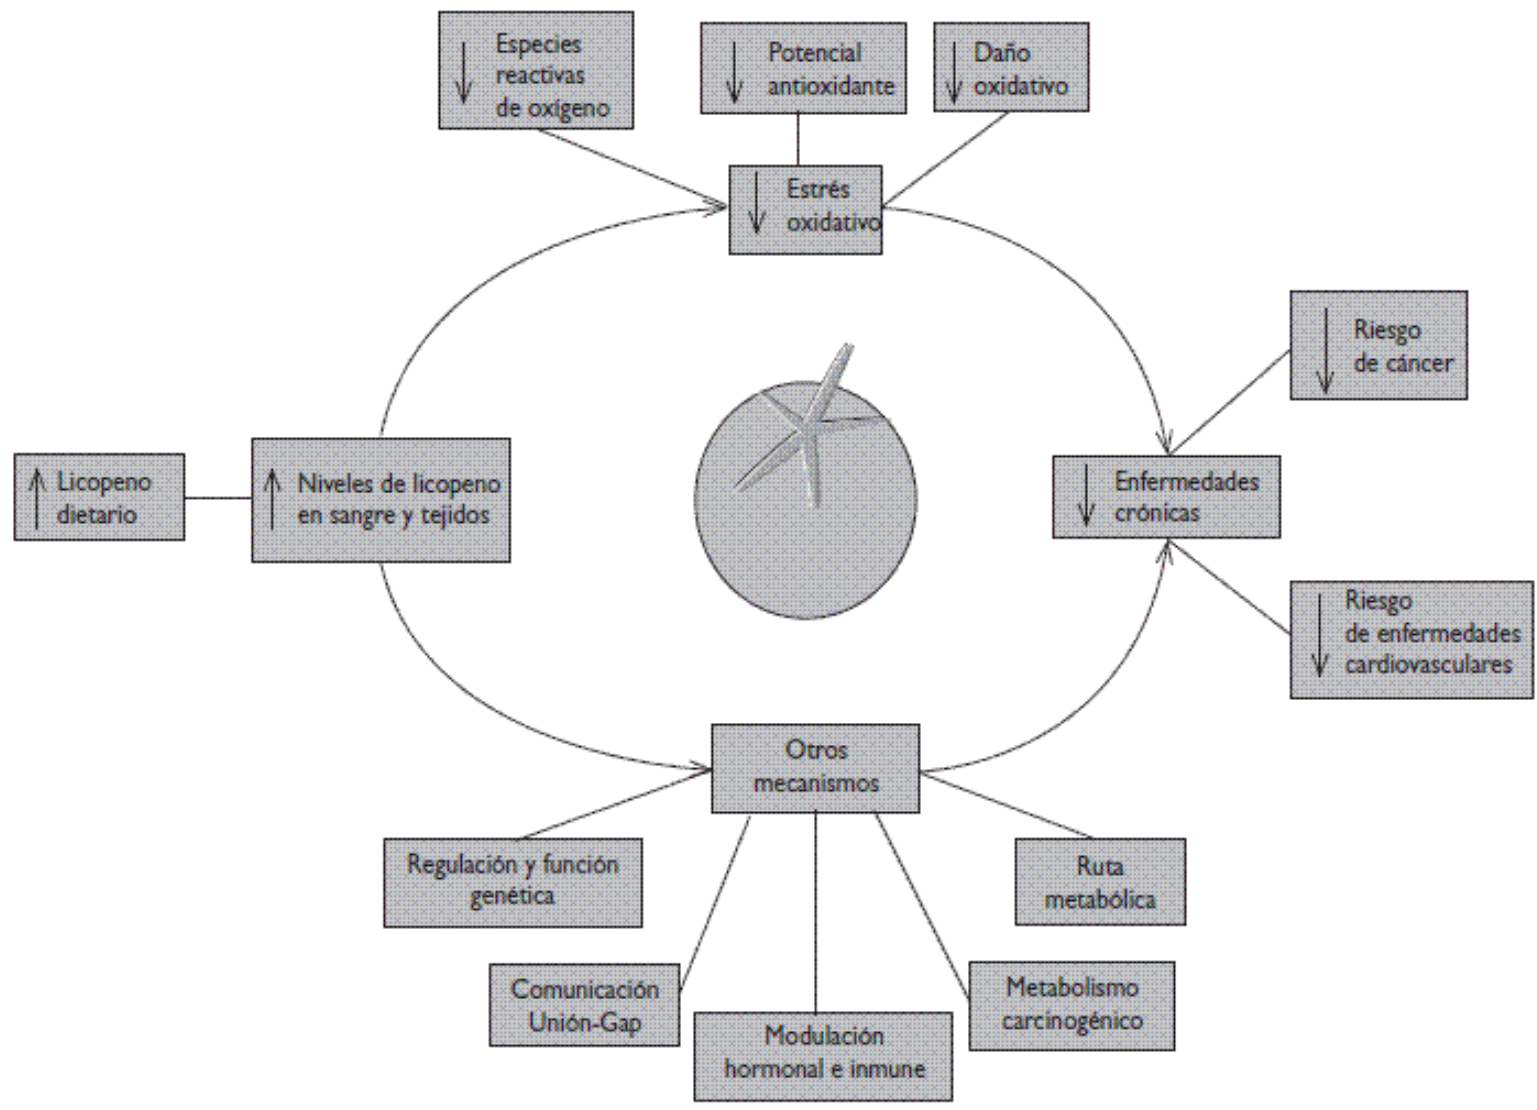 Especies
reactivas
de oxígeno
Potencial
antioxidante
Daño
oxidativo
Estrés
oxidativo
Riesgo
de cáncer
Licopeno
dietario
Niveles de licopeno
en sangre y tejidos
Enfermedades
crónicas
Riesgo
de enfermedades
cardiovasculares
Otros
mecanismos
Regulación y función
genética
Ruta
metabólica
Comunicación
Unión-Gap
Modulación
hormonal e inmune
Metabolismo
carcinogénico